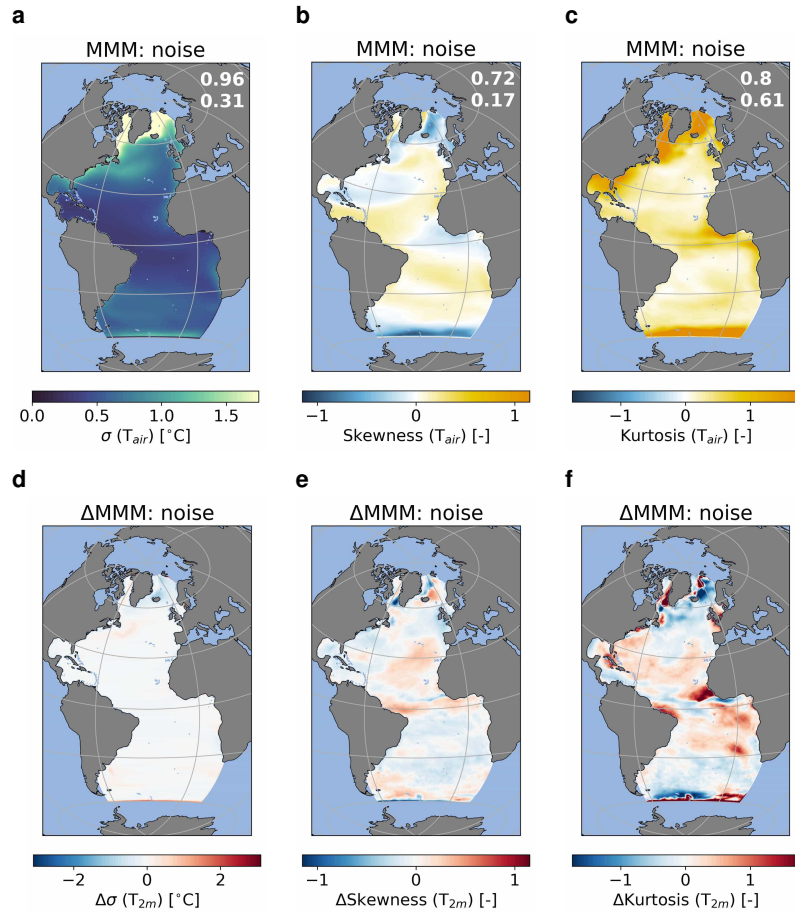 a
MMM: noise
0.96
0.31
0.0 0.5 1.0 1.5
σ (T_air) [°C]
b
MMM: noise
0.72
0.17
−1 0 1
Skewness (T_air) [-]
c
MMM: noise
0.8
0.61
−1 0 1
Kurtosis (T_air) [-]
d
ΔMMM: noise
−2 0 2
Δσ (T_2m) [°C]
e
ΔMMM: noise
−1 0 1
ΔSkewness (T_2m) [-]
f
ΔMMM: noise
−1 0 1
ΔKurtosis (T_2m) [-]